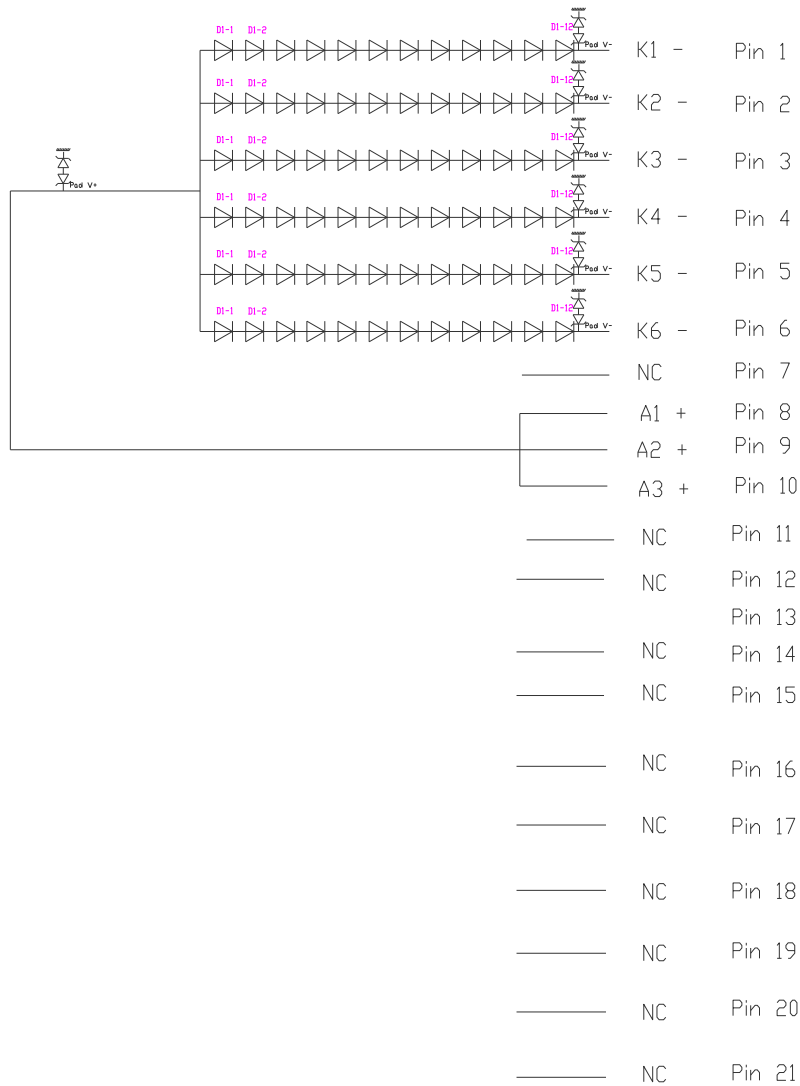 D1-1 D1-2 D1-12
Pad V- K1 - Pin 1
D1-1 D1-2 D1-12
Pad V- K2 - Pin 2
D1-1 D1-2 D1-12
Pad V- K3 - Pin 3
Pad V+
D1-1 D1-2 D1-12
Pad V- K4 - Pin 4
D1-1 D1-2 D1-12
Pad V- K5 - Pin 5
D1-1 D1-2 D1-12
Pad V- K6 - Pin 6
NC Pin 7
A1 + Pin 8
A2 + Pin 9
A3 + Pin 10
NC Pin 11
NC Pin 12
Pin 13
NC Pin 14
NC Pin 15
NC Pin 16
NC Pin 17
NC Pin 18
NC Pin 19
NC Pin 20
NC Pin 21